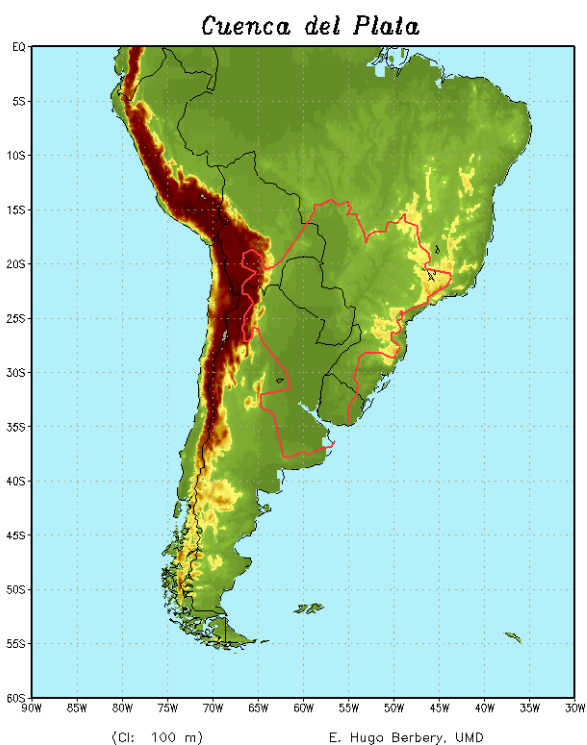 Cuenca del Plata
EQ
5S
10S
15S
20S
25S
30S
35S
40S
45S
50S
55S
60S
90W 85W 80W 75W 70W 65W 60W 55W 50W 45W 40W 35W 30W
(CI: 100 m) E. Hugo Berbery, UMD